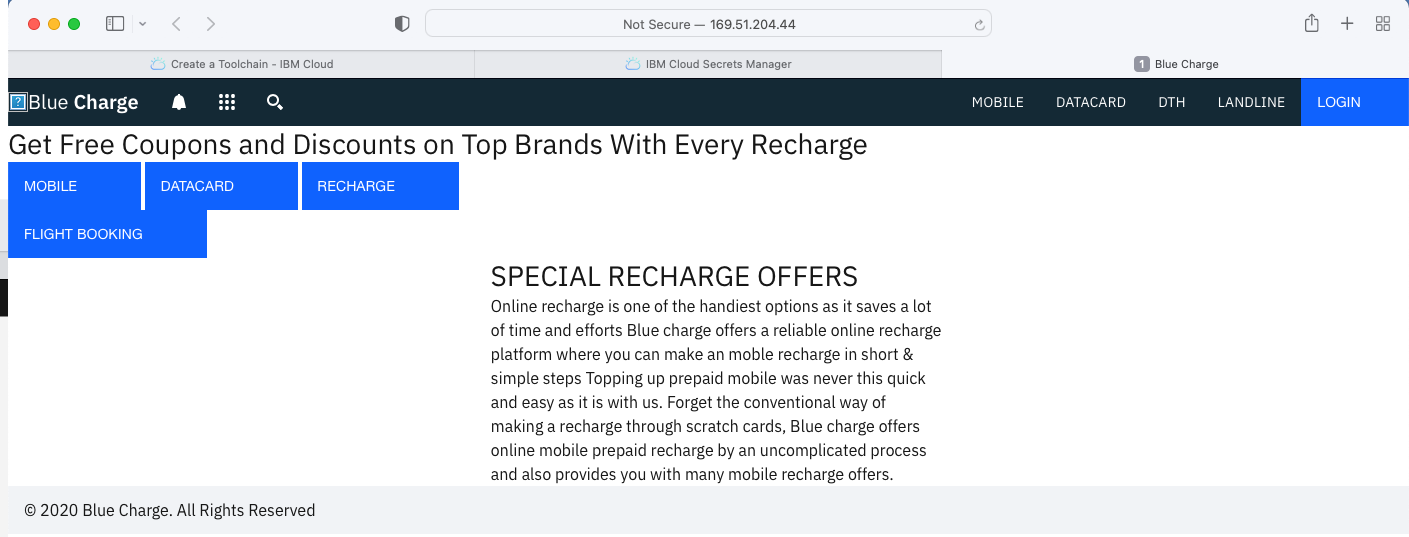 Not Secure — 169.51.204.44
Create a Toolchain - IBM Cloud
IBM Cloud Secrets Manager
1 Blue Charge
?
Blue Charge
MOBILE
DATACARD
DTH
LANDLINE
LOGIN
Get Free Coupons and Discounts on Top Brands With Every Recharge
MOBILE
DATACARD
RECHARGE
FLIGHT BOOKING
SPECIAL RECHARGE OFFERS
Online recharge is one of the handiest options as it saves a lot
of time and efforts Blue charge offers a reliable online recharge
platform where you can make an moble recharge in short &
simple steps Topping up prepaid mobile was never this quick
and easy as it is with us. Forget the conventional way of
making a recharge through scratch cards, Blue charge offers
online mobile prepaid recharge by an uncomplicated process
and also provides you with many mobile recharge offers.
© 2020 Blue Charge. All Rights Reserved